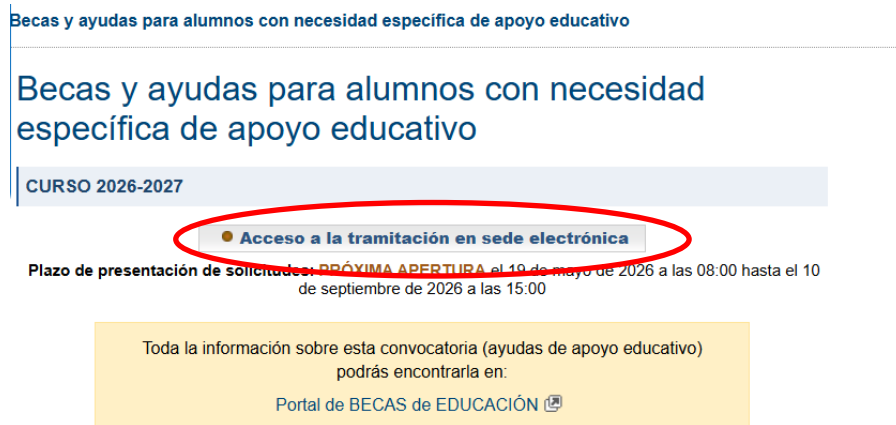 Becas y ayudas para alumnos con necesidad específica de apoyo educativo
Becas y ayudas para alumnos con necesidad
específica de apoyo educativo
CURSO 2026-2027
Acceso a la tramitación en sede electrónica
Plazo de presentación de solicitudes: PRÓXIMA APERTURA el 19 de mayo de 2026 a las 08:00 hasta el 10
de septiembre de 2026 a las 15:00
Toda la información sobre esta convocatoria (ayudas de apoyo educativo)
podrás encontrarla en:
Portal de BECAS de EDUCACIÓN